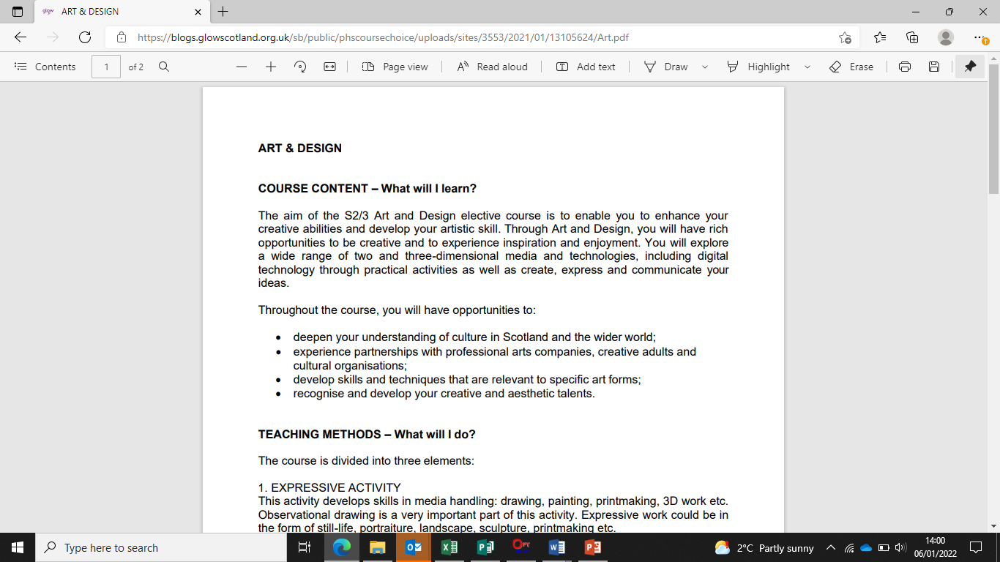 glow ART & DESIGN
https://blogs.glowscotland.org.uk/sb/public/phscoursechoice/uploads/sites/3553/2021/01/13105624/Art.pdf
Contents 1 of 2 Page view Read aloud Add text Draw Highlight Erase
ART & DESIGN
COURSE CONTENT – What will I learn?
The aim of the S2/3 Art and Design elective course is to enable you to enhance your
creative abilities and develop your artistic skill. Through Art and Design, you will have rich
opportunities to be creative and to experience inspiration and enjoyment. You will explore
a wide range of two and three-dimensional media and technologies, including digital
technology through practical activities as well as create, express and communicate your
ideas.
Throughout the course, you will have opportunities to:
• deepen your understanding of culture in Scotland and the wider world;
• experience partnerships with professional arts companies, creative adults and
cultural organisations;
• develop skills and techniques that are relevant to specific art forms;
• recognise and develop your creative and aesthetic talents.
TEACHING METHODS – What will I do?
The course is divided into three elements:
1. EXPRESSIVE ACTIVITY
This activity develops skills in media handling: drawing, painting, printmaking, 3D work etc.
Observational drawing is a very important part of this activity. Expressive work could be in
the form of still-life, portraiture, landscape, sculpture, printmaking etc.
Type here to search
2°C Partly sunny
14:00
06/01/2022